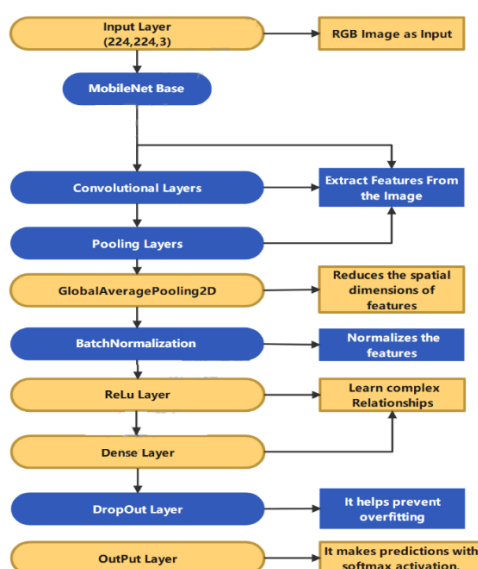 Input Layer
(224,224,3)
RGB Image as Input
MobileNet Base
Convolutional Layers
Extract Features From
the Image
Pooling Layers
GlobalAveragePooling2D
Reduces the spatial
dimensions of
features
BatchNormalization
Normalizes the
features
ReLu Layer
Learn complex
Relationships
Dense Layer
DropOut Layer
It helps prevent
overfitting
OutPut Layer
It makes predictions with
softmax activation.